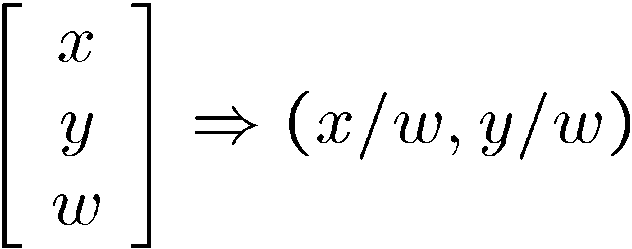 x
y ⇒ (x/w, y/w)
w